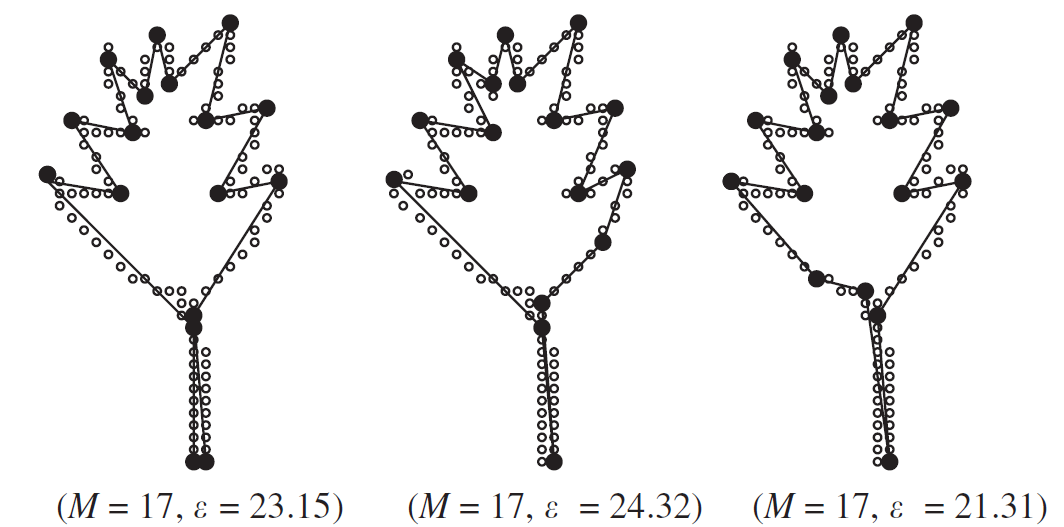 (M = 17, ε = 23.15) (M = 17, ε = 24.32) (M = 17, ε = 21.31)